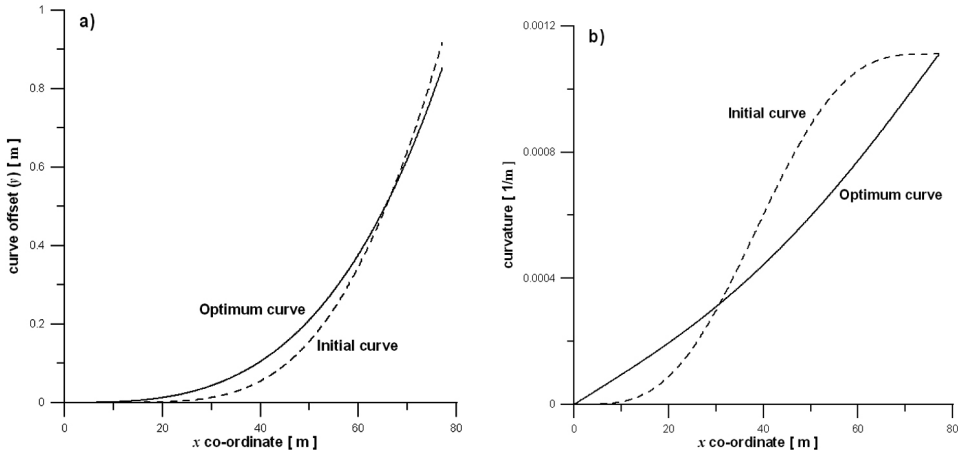 a)
1
0.8
0.6
0.4
0.2
0
0 20 40 60 80
curve offset (y) [ m ]
x co-ordinate [ m ]
Optimum curve
Initial curve
b)
0.0012
0.0008
0.0004
0
0 20 40 60 80
curvature [ 1/m ]
x co-ordinate [ m ]
Initial curve
Optimum curve